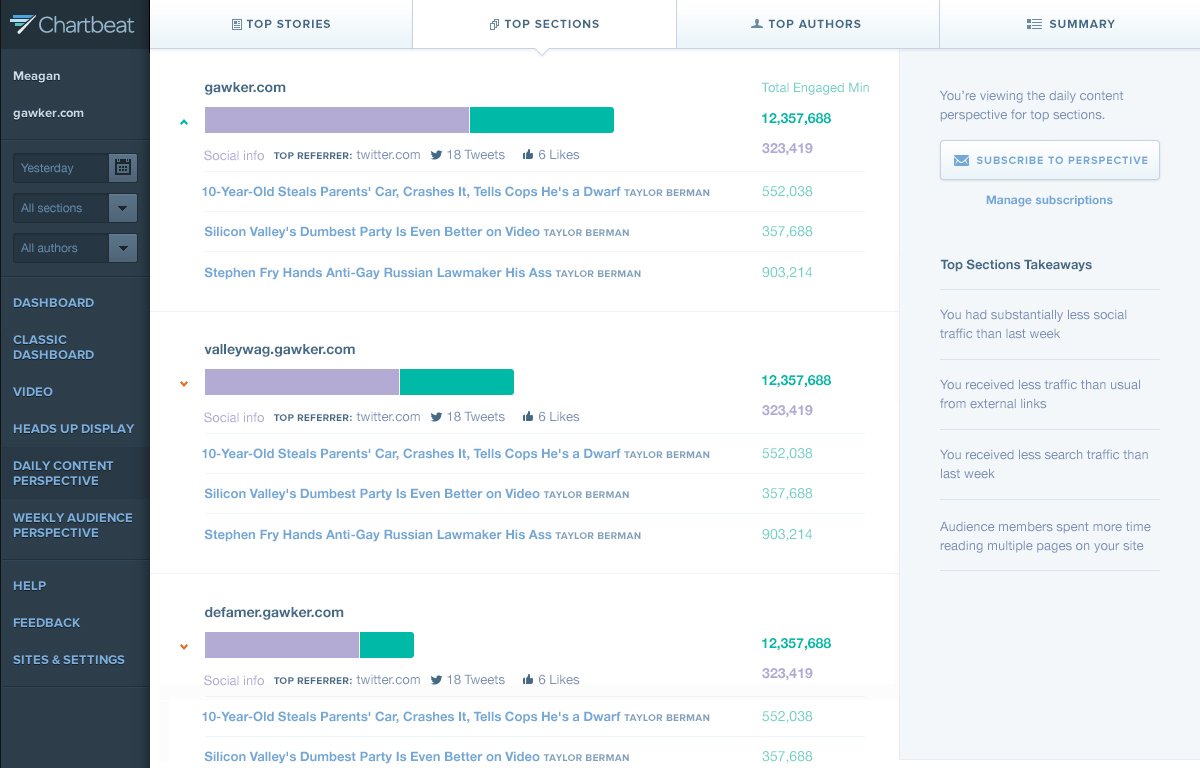 Chartbeat
Meagan
gawker.com
Yesterday
All sections
All authors
DASHBOARD
CLASSIC
DASHBOARD
VIDEO
HEADS UP DISPLAY
DAILY CONTENT
PERSPECTIVE
WEEKLY AUDIENCE
PERSPECTIVE
HELP
FEEDBACK
SITES & SETTINGS
TOP STORIES
TOP SECTIONS
TOP AUTHORS
SUMMARY
gawker.com
Total Engaged Min
12,357,688
323,419
Social info TOP REFERRER: twitter.com 18 Tweets 6 Likes
10-Year-Old Steals Parents' Car, Crashes It, Tells Cops He's a Dwarf TAYLOR BERMAN 552,038
Silicon Valley's Dumbest Party Is Even Better on Video TAYLOR BERMAN 357,688
Stephen Fry Hands Anti-Gay Russian Lawmaker His Ass TAYLOR BERMAN 903,214
valleywag.gawker.com
12,357,688
323,419
Social info TOP REFERRER: twitter.com 18 Tweets 6 Likes
10-Year-Old Steals Parents' Car, Crashes It, Tells Cops He's a Dwarf TAYLOR BERMAN 552,038
Silicon Valley's Dumbest Party Is Even Better on Video TAYLOR BERMAN 357,688
Stephen Fry Hands Anti-Gay Russian Lawmaker His Ass TAYLOR BERMAN 903,214
defamer.gawker.com
12,357,688
323,419
Social info TOP REFERRER: twitter.com 18 Tweets 6 Likes
10-Year-Old Steals Parents' Car, Crashes It, Tells Cops He's a Dwarf TAYLOR BERMAN 552,038
Silicon Valley's Dumbest Party Is Even Better on Video TAYLOR BERMAN 357,688
You're viewing the daily content
perspective for top sections.
SUBSCRIBE TO PERSPECTIVE
Manage subscriptions
Top Sections Takeaways
You had substantially less social
traffic than last week
You received less traffic than usual
from external links
You received less search traffic than
last week
Audience members spent more time
reading multiple pages on your site